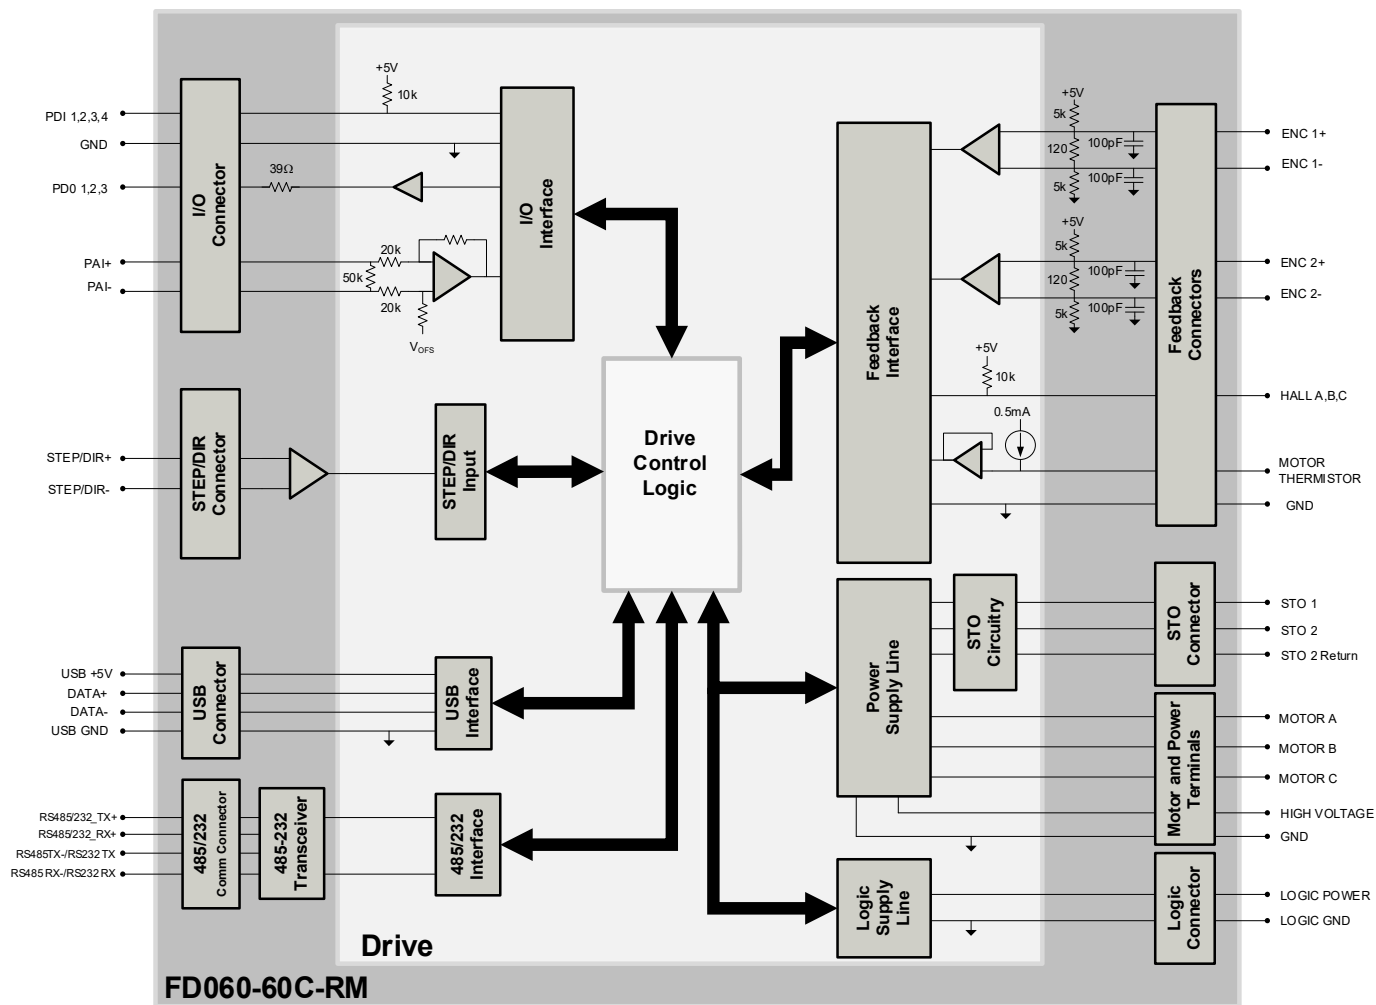 PDI 1,2,3,4
GND
PD0 1,2,3
PAI+
PAI-
I/O
Connector
+5V
10k
39Ω
20k
50k
20k
VOFS
I/O
Interface
STEP/DIR+
STEP/DIR-
STEP/DIR
Connector
STEP/DIR
Input
USB +5V
DATA+
DATA-
USB GND
USB
Connector
USB
Interface
RS485/232_TX+
RS485/232_RX+
RS485TX-/RS232 TX
RS485 RX-/RS232 RX
485/232
Comm Connector
485-232
Transceiver
485/232
Interface
Drive
Control
Logic
Feedback
Interface
+5V
5k
120
5k
100pF
100pF
+5V
5k
120
5k
100pF
100pF
+5V
10k
0.5mA
Feedback
Connectors
ENC 1+
ENC 1-
ENC 2+
ENC 2-
HALL A,B,C
MOTOR
THERMISTOR
GND
Power
Supply Line
STO
Circuitry
STO
Connector
STO 1
STO 2
STO 2 Return
Motor and Power
Terminals
MOTOR A
MOTOR B
MOTOR C
HIGH VOLTAGE
GND
Logic
Supply
Line
Logic
Connector
LOGIC POWER
LOGIC GND
Drive
FD060-60C-RM